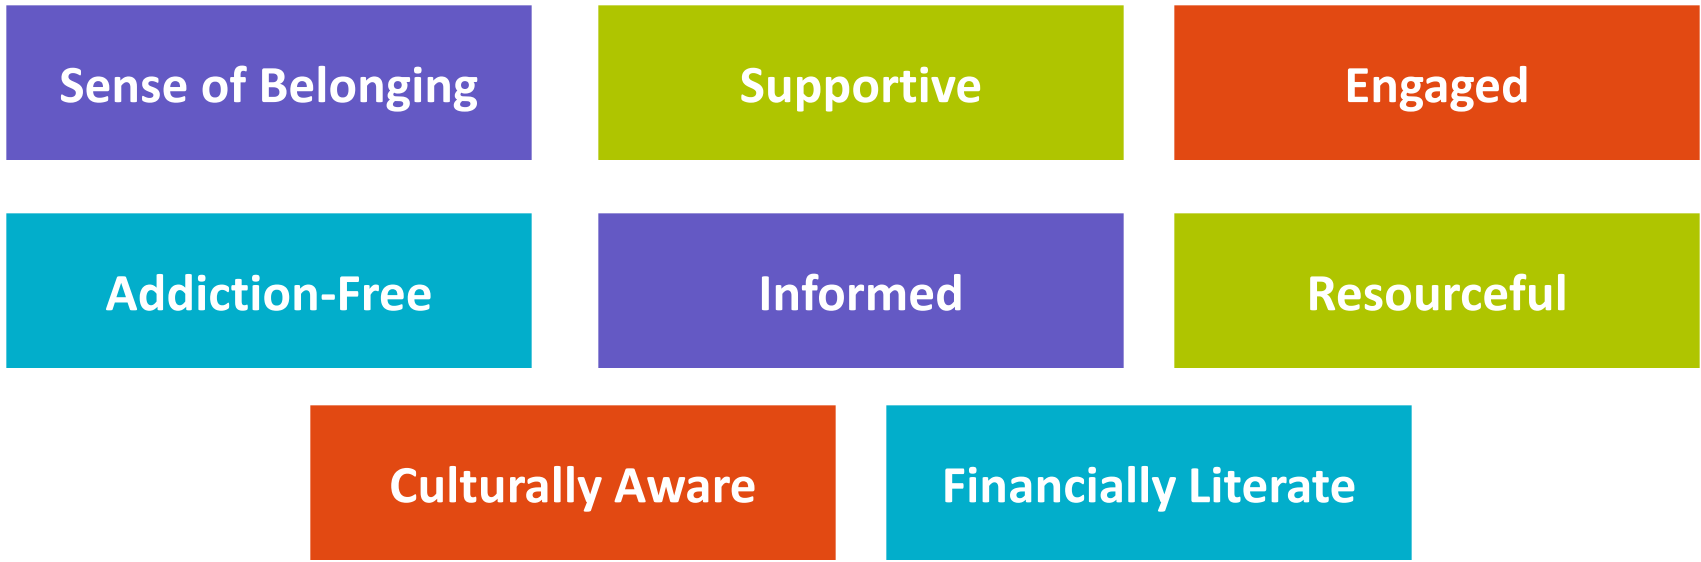 Sense of Belonging
Supportive
Engaged
Addiction-Free
Informed
Resourceful
Culturally Aware
Financially Literate